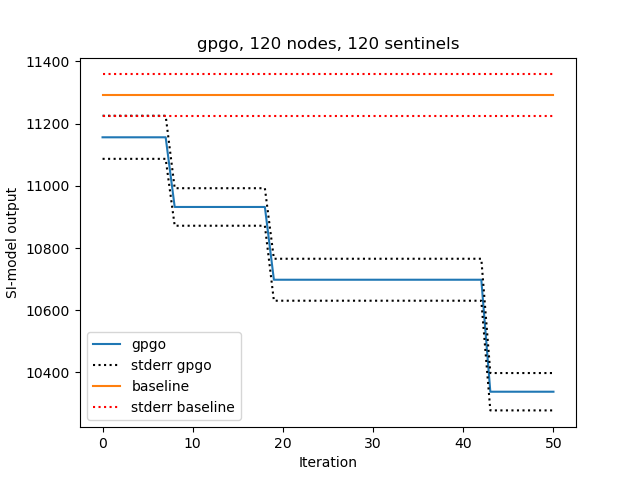 gpgo, 120 nodes, 120 sentinels
11400
11200
11000
10800
10600
10400
SI-model output
gpgo
stderr gpgo
baseline
stderr baseline
0 10 20 30 40 50
Iteration